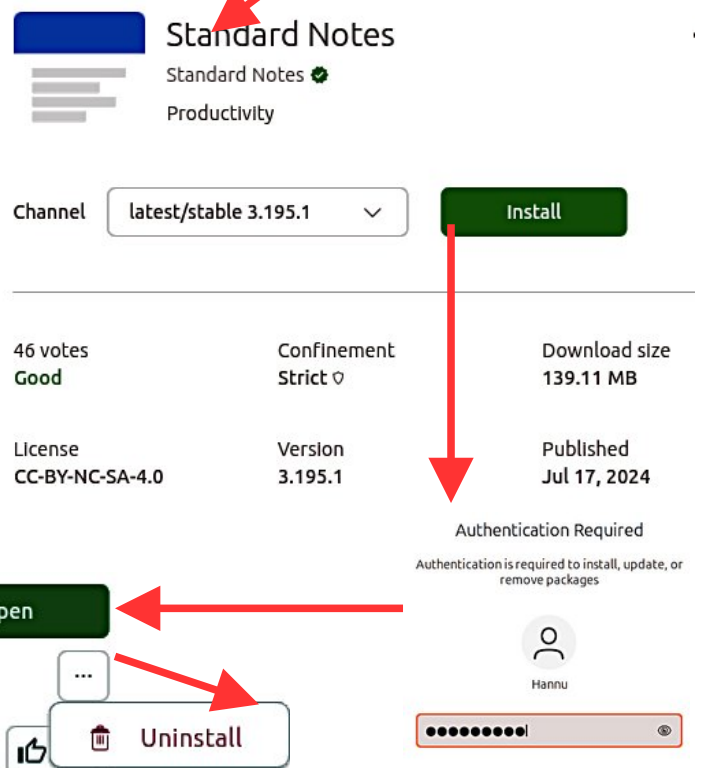 Standard Notes
Standard Notes
Productivity
Channel latest/stable 3.195.1 Install
46 votes Confinement Download size
Good Strict 139.11 MB
License Version Published
CC-BY-NC-SA-4.0 3.195.1 Jul 17, 2024
Authentication Required
Authentication is required to install, update, or
remove packages
pen
Hannu
...
Uninstall